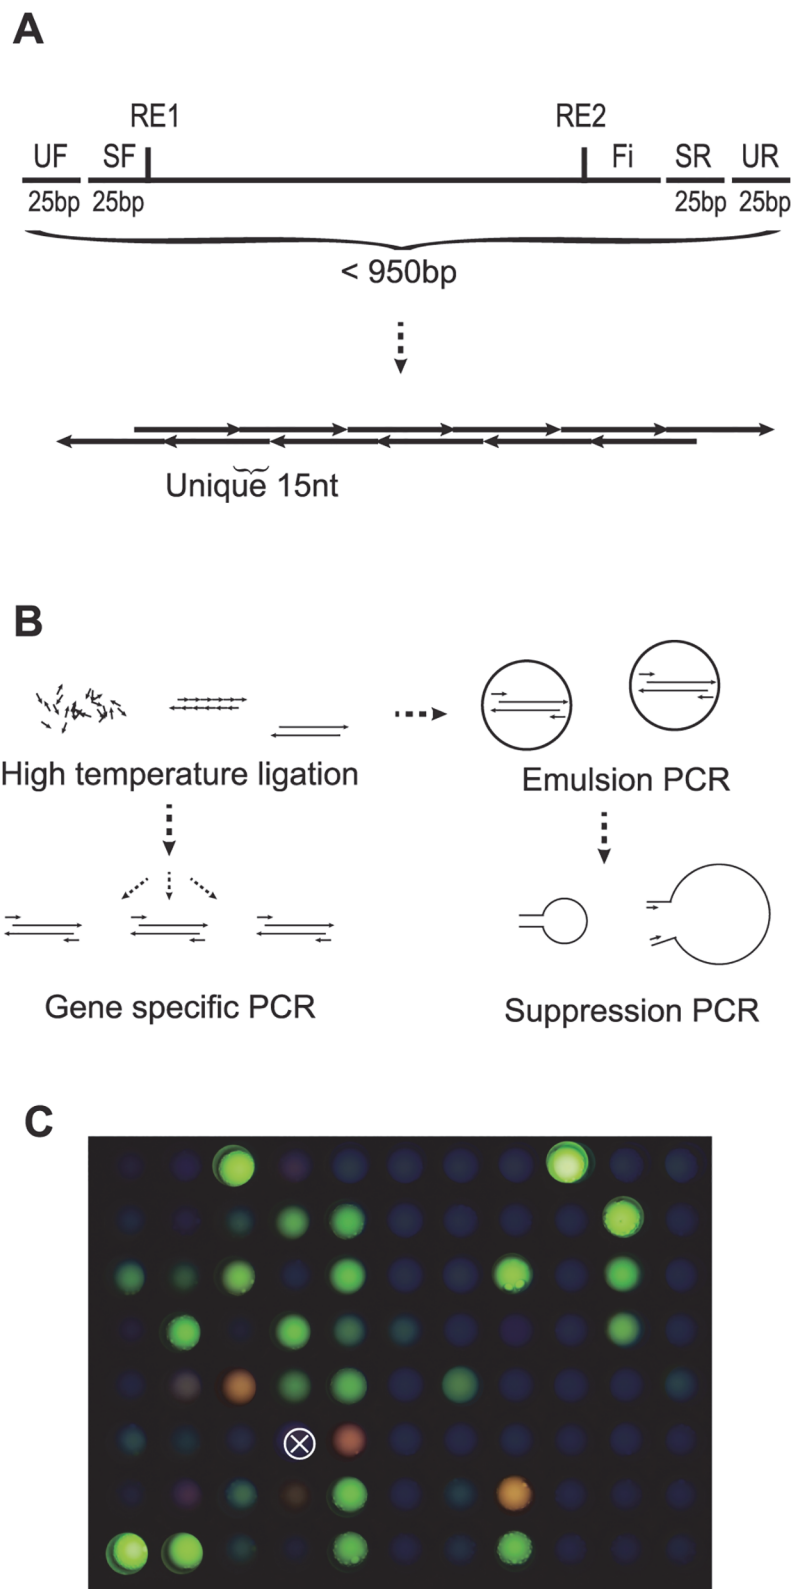 A
RE1 RE2
UF SF Fi SR UR
25bp 25bp 25bp 25bp
< 950bp
Unique 15nt
B
High temperature ligation
Emulsion PCR
Gene specific PCR
Suppression PCR
C